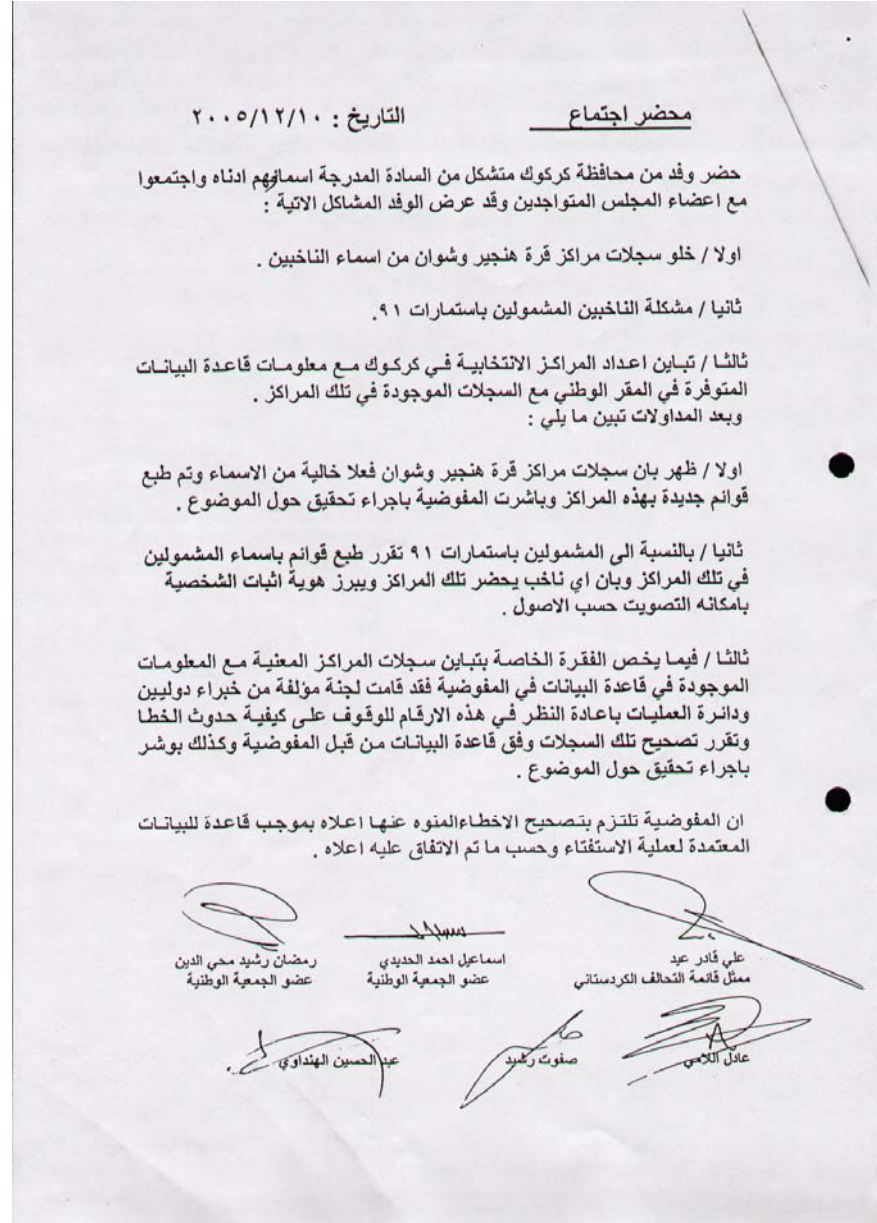 محضر اجتماع التاريخ : ٢٠٠٥/١٢/١٠
حضر وفد من محافظة كركوك متشكل من السادة المدرجة اسماؤهم ادناه واجتمعوا
مع اعضاء المجلس المتواجدين وقد عرض الوفد المشاكل الاتية :
اولا / خلو سجلات مراكز قرة هنجير وشوان من اسماء الناخبين .
ثانيا / مشكلة الناخبين المشمولين باستمارات ٩١.
ثالثا / تباين اعداد المراكز الانتخابية في كركوك مع معلومات قاعدة البيانات
المتوفرة في المقر الوطني مع السجلات الموجودة في تلك المراكز .
وبعد المداولات تبين ما يلي :
اولا / ظهر بان سجلات مراكز قرة هنجير وشوان فعلا خالية من الاسماء وتم طبع
قوائم جديدة بهذه المراكز وباشرت المفوضية باجراء تحقيق حول الموضوع .
ثانيا / بالنسبة الى المشمولين باستمارات ٩١ تقرر طبع قوائم باسماء المشمولين
في تلك المراكز وبان اي ناخب يحضر تلك المراكز ويبرز هوية اثبات الشخصية
بامكانه التصويت حسب الاصول .
ثالثا / فيما يخص الفقرة الخاصة بتباين سجلات المراكز المعنية مع المعلومات
الموجودة في قاعدة البيانات في المفوضية فقد قامت لجنة مؤلفة من خبراء دوليين
ودائرة العمليات باعادة النظر في هذه الارقام للوقوف على كيفية حدوث الخطا
وتقرر تصحيح تلك السجلات وفق قاعدة البيانات من قبل المفوضية وكذلك بوشر
باجراء تحقيق حول الموضوع .
ان المفوضية تلتزم بتصحيح الاخطاءالمنوه عنها اعلاه بموجب قاعدة للبيانات
المعتمدة لعملية الاستفتاء وحسب ما تم الاتفاق عليه اعلاه .
علي قادر عيد اسماعيل احمد الحديدي رمضان رشيد محي الدين
ممثل قائمة التحالف الكردستاني عضو الجمعية الوطنية عضو الجمعية الوطنية
عادل اللامي صفوت رشيد عبد الحسين الهنداوي